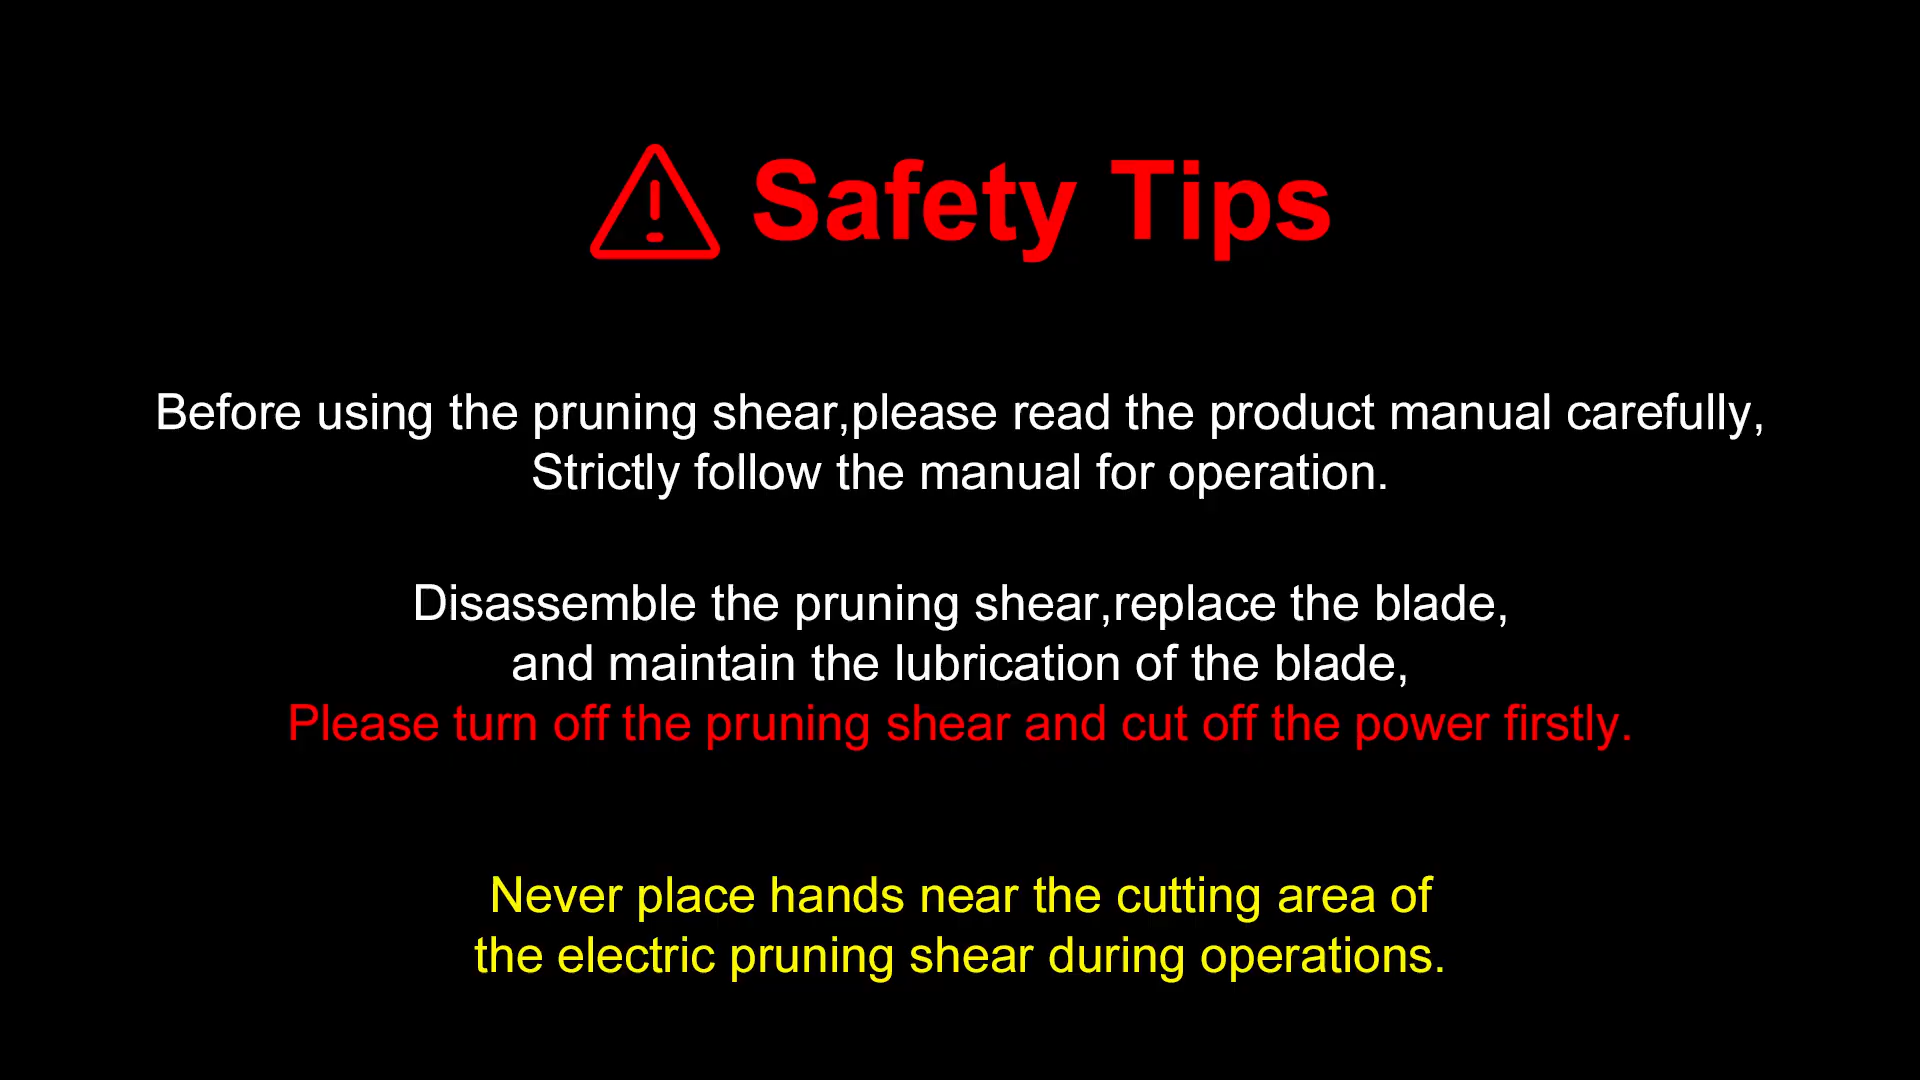 Safety Tips
Before using the pruning shear,please read the product manual carefully,
Strictly follow the manual for operation.
Disassemble the pruning shear,replace the blade,
and maintain the lubrication of the blade,
Please turn off the pruning shear and cut off the power firstly.
Never place hands near the cutting area of
the electric pruning shear during operations.